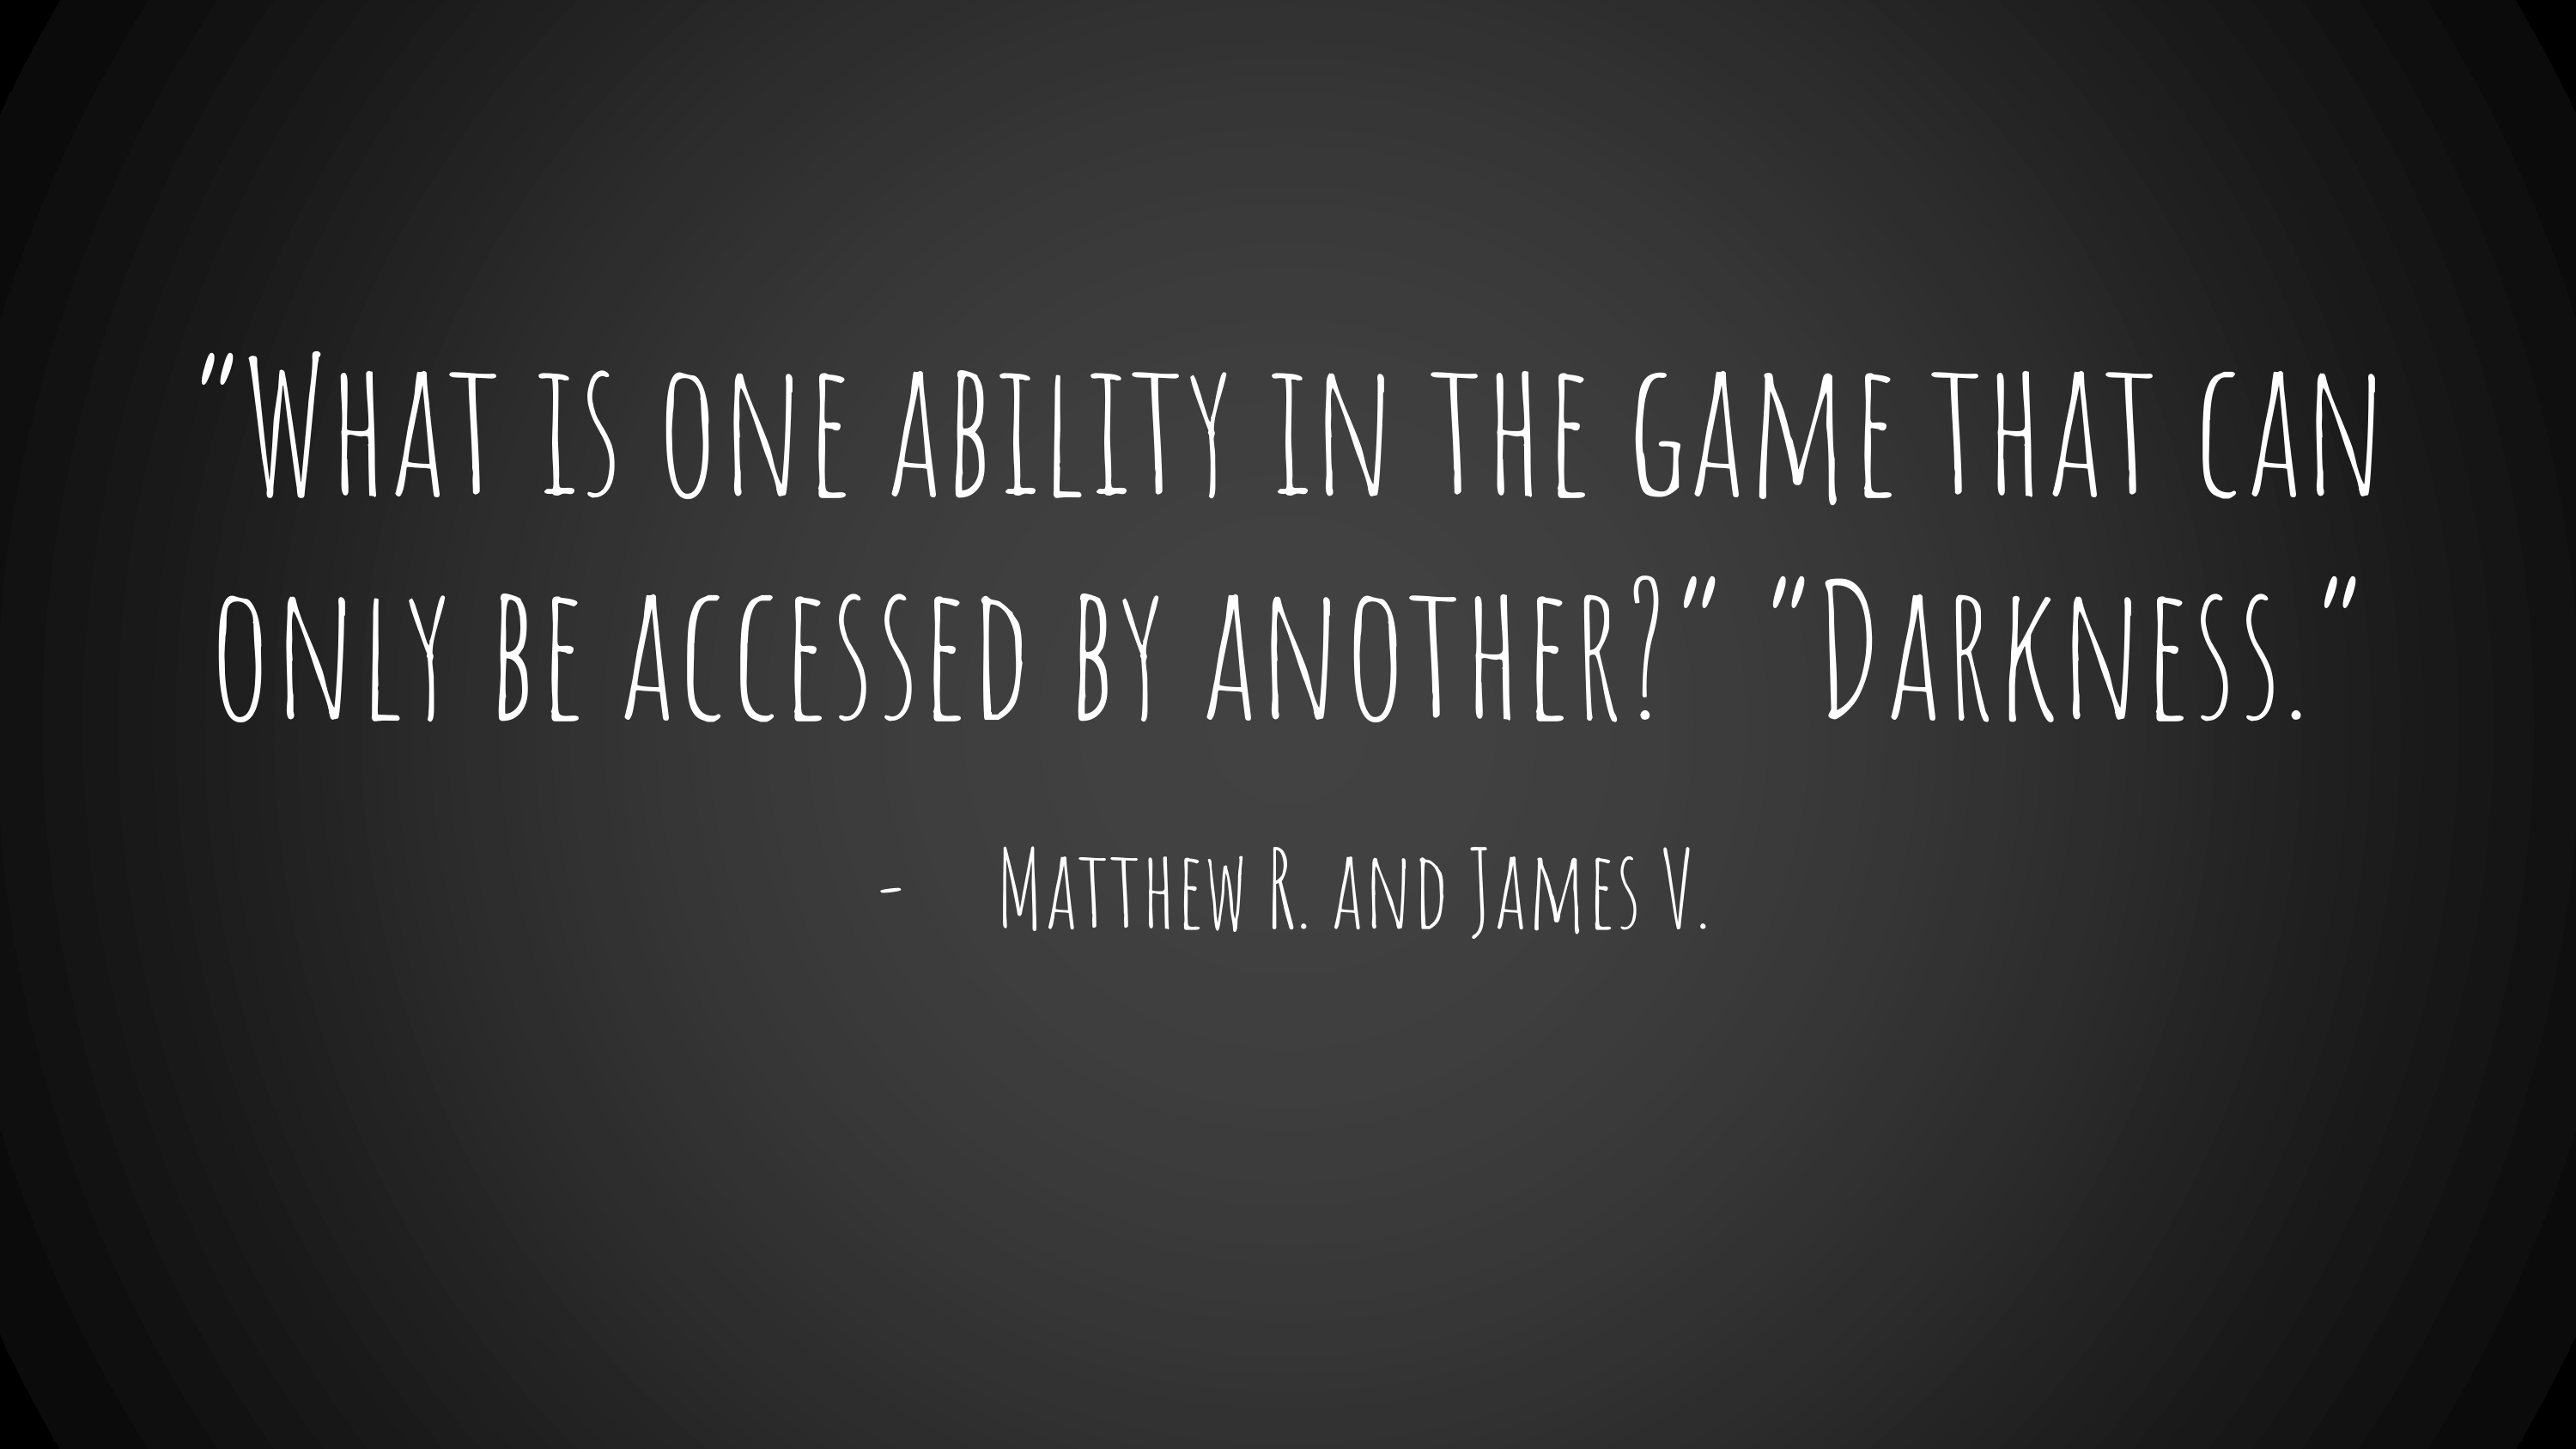 "What is one ability in the game that can
only be accessed by another?" "Darkness."
- Matthew R. and James V.